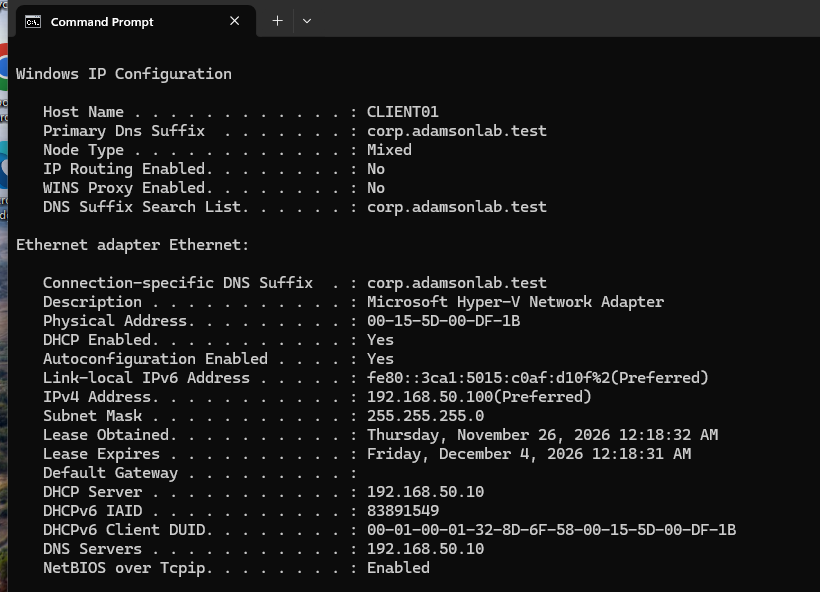 Command Prompt
Windows IP Configuration
Host Name . . . . . . . . . . . . : CLIENT01
Primary Dns Suffix  . . . . . . . : corp.adamsonlab.test
Node Type . . . . . . . . . . . . : Mixed
IP Routing Enabled. . . . . . . . : No
WINS Proxy Enabled. . . . . . . . : No
DNS Suffix Search List. . . . . . : corp.adamsonlab.test
Ethernet adapter Ethernet:
Connection-specific DNS Suffix  . : corp.adamsonlab.test
Description . . . . . . . . . . . : Microsoft Hyper-V Network Adapter
Physical Address. . . . . . . . . : 00-15-5D-00-DF-1B
DHCP Enabled. . . . . . . . . . . : Yes
Autoconfiguration Enabled . . . . : Yes
Link-local IPv6 Address . . . . . : fe80::3ca1:5015:c0af:d10f%2(Preferred)
IPv4 Address. . . . . . . . . . . : 192.168.50.100(Preferred)
Subnet Mask . . . . . . . . . . . : 255.255.255.0
Lease Obtained. . . . . . . . . . : Thursday, November 26, 2026 12:18:32 AM
Lease Expires . . . . . . . . . . : Friday, December 4, 2026 12:18:31 AM
Default Gateway . . . . . . . . . :
DHCP Server . . . . . . . . . . . : 192.168.50.10
DHCPv6 IAID . . . . . . . . . . . : 83891549
DHCPv6 Client DUID. . . . . . . . : 00-01-00-01-32-8D-6F-58-00-15-5D-00-DF-1B
DNS Servers . . . . . . . . . . . : 192.168.50.10
NetBIOS over Tcpip. . . . . . . . : Enabled